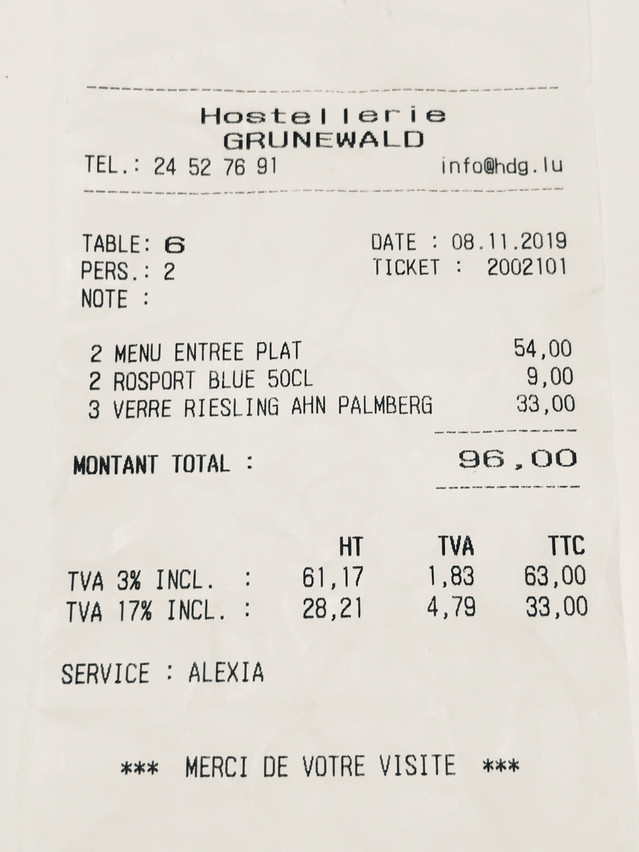 Hostellerie
GRUNEWALD
TEL.: 24 52 76 91 info@hdg.lu
TABLE: 6 DATE : 08.11.2019
PERS.: 2 TICKET : 2002101
NOTE :
2 MENU ENTREE PLAT 54,00
2 ROSPORT BLUE 50CL 9,00
3 VERRE RIESLING AHN PALMBERG 33,00
MONTANT TOTAL : 96,00
HT TVA TTC
TVA 3% INCL. : 61,17 1,83 63,00
TVA 17% INCL. : 28,21 4,79 33,00
SERVICE : ALEXIA
*** MERCI DE VOTRE VISITE ***